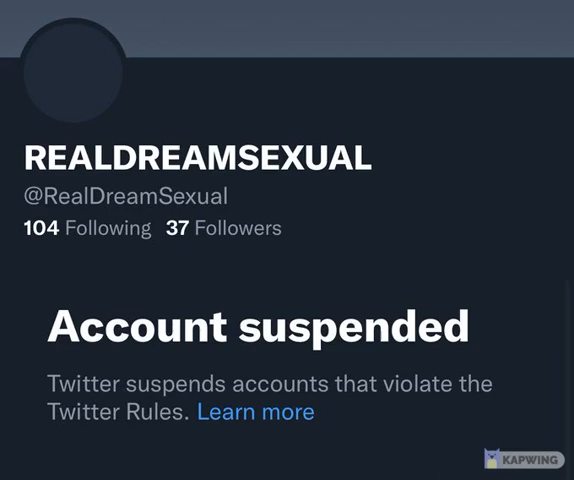 REALDREAMSEXUAL
@RealDreamSexual
104 Following 37 Followers
Account suspended
Twitter suspends accounts that violate the
Twitter Rules. Learn more
KAPWING